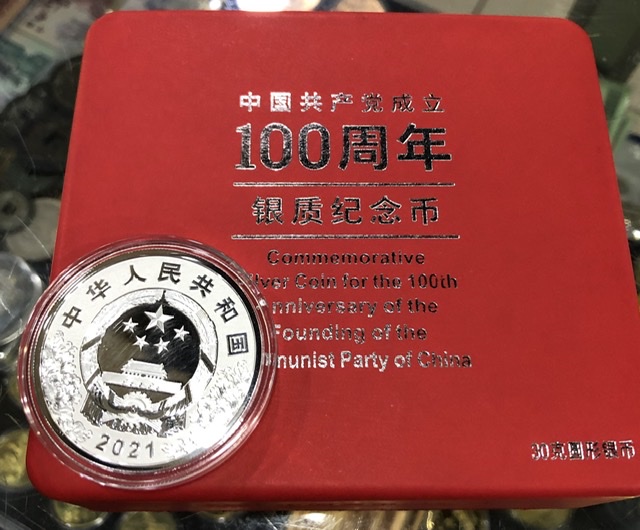 中国共产党成立
100周年
银质纪念币
Commemorative
lver Coin for the 100th
nniversary of the
Founding of the
munist Party of China
30克圆形银币
中华人民共和国
2021